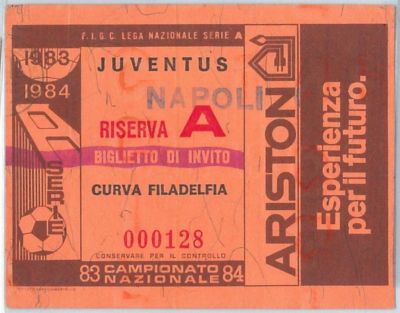 F.I.G.C. LEGA NAZIONALE SERIE A
1983
1984
JUVENTUS
NAPOLI
RISERVA A
BIGLIETTO DI INVITO
CURVA FILADELFIA
000128
CONSERVARE PER IL CONTROLLO
83 CAMPIONATO NAZIONALE 84
A
SERIE
ARISTON
Esperienza
per il futuro.